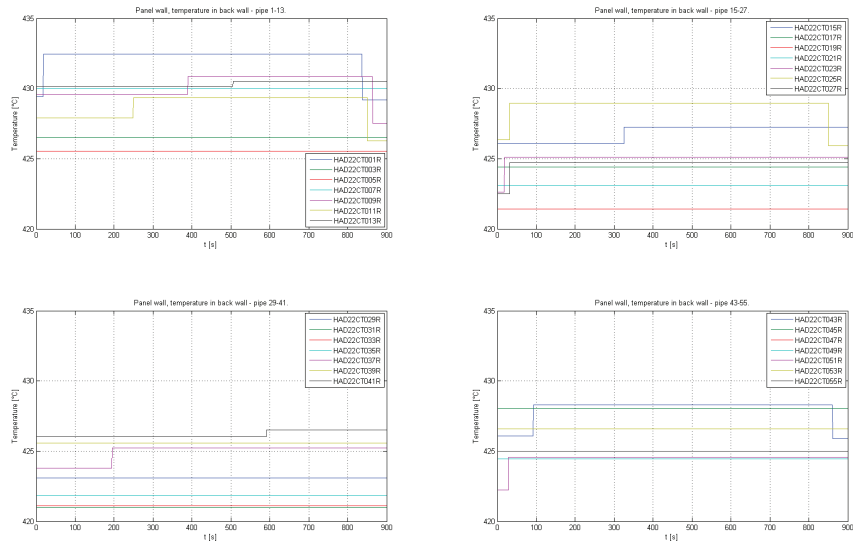 Panel wall, temperature in back wall - pipe 1-13.
435
430
425
420
Temperature [°C]
0 100 200 300 400 500 600 700 800 900
t [s]
HAD22CT001R
HAD22CT003R
HAD22CT005R
HAD22CT007R
HAD22CT009R
HAD22CT011R
HAD22CT013R
Panel wall, temperature in back wall - pipe 15-27.
435
430
425
420
Temperature [°C]
0 100 200 300 400 500 600 700 800 900
t [s]
HAD22CT015R
HAD22CT017R
HAD22CT019R
HAD22CT021R
HAD22CT023R
HAD22CT025R
HAD22CT027R
Panel wall, temperature in back wall - pipe 29-41.
435
430
425
420
Temperature [°C]
0 100 200 300 400 500 600 700 800 900
t [s]
HAD22CT029R
HAD22CT031R
HAD22CT033R
HAD22CT035R
HAD22CT037R
HAD22CT039R
HAD22CT041R
Panel wall, temperature in back wall - pipe 43-55.
435
430
425
420
Temperature [°C]
0 100 200 300 400 500 600 700 800 900
t [s]
HAD22CT043R
HAD22CT045R
HAD22CT047R
HAD22CT049R
HAD22CT051R
HAD22CT053R
HAD22CT055R